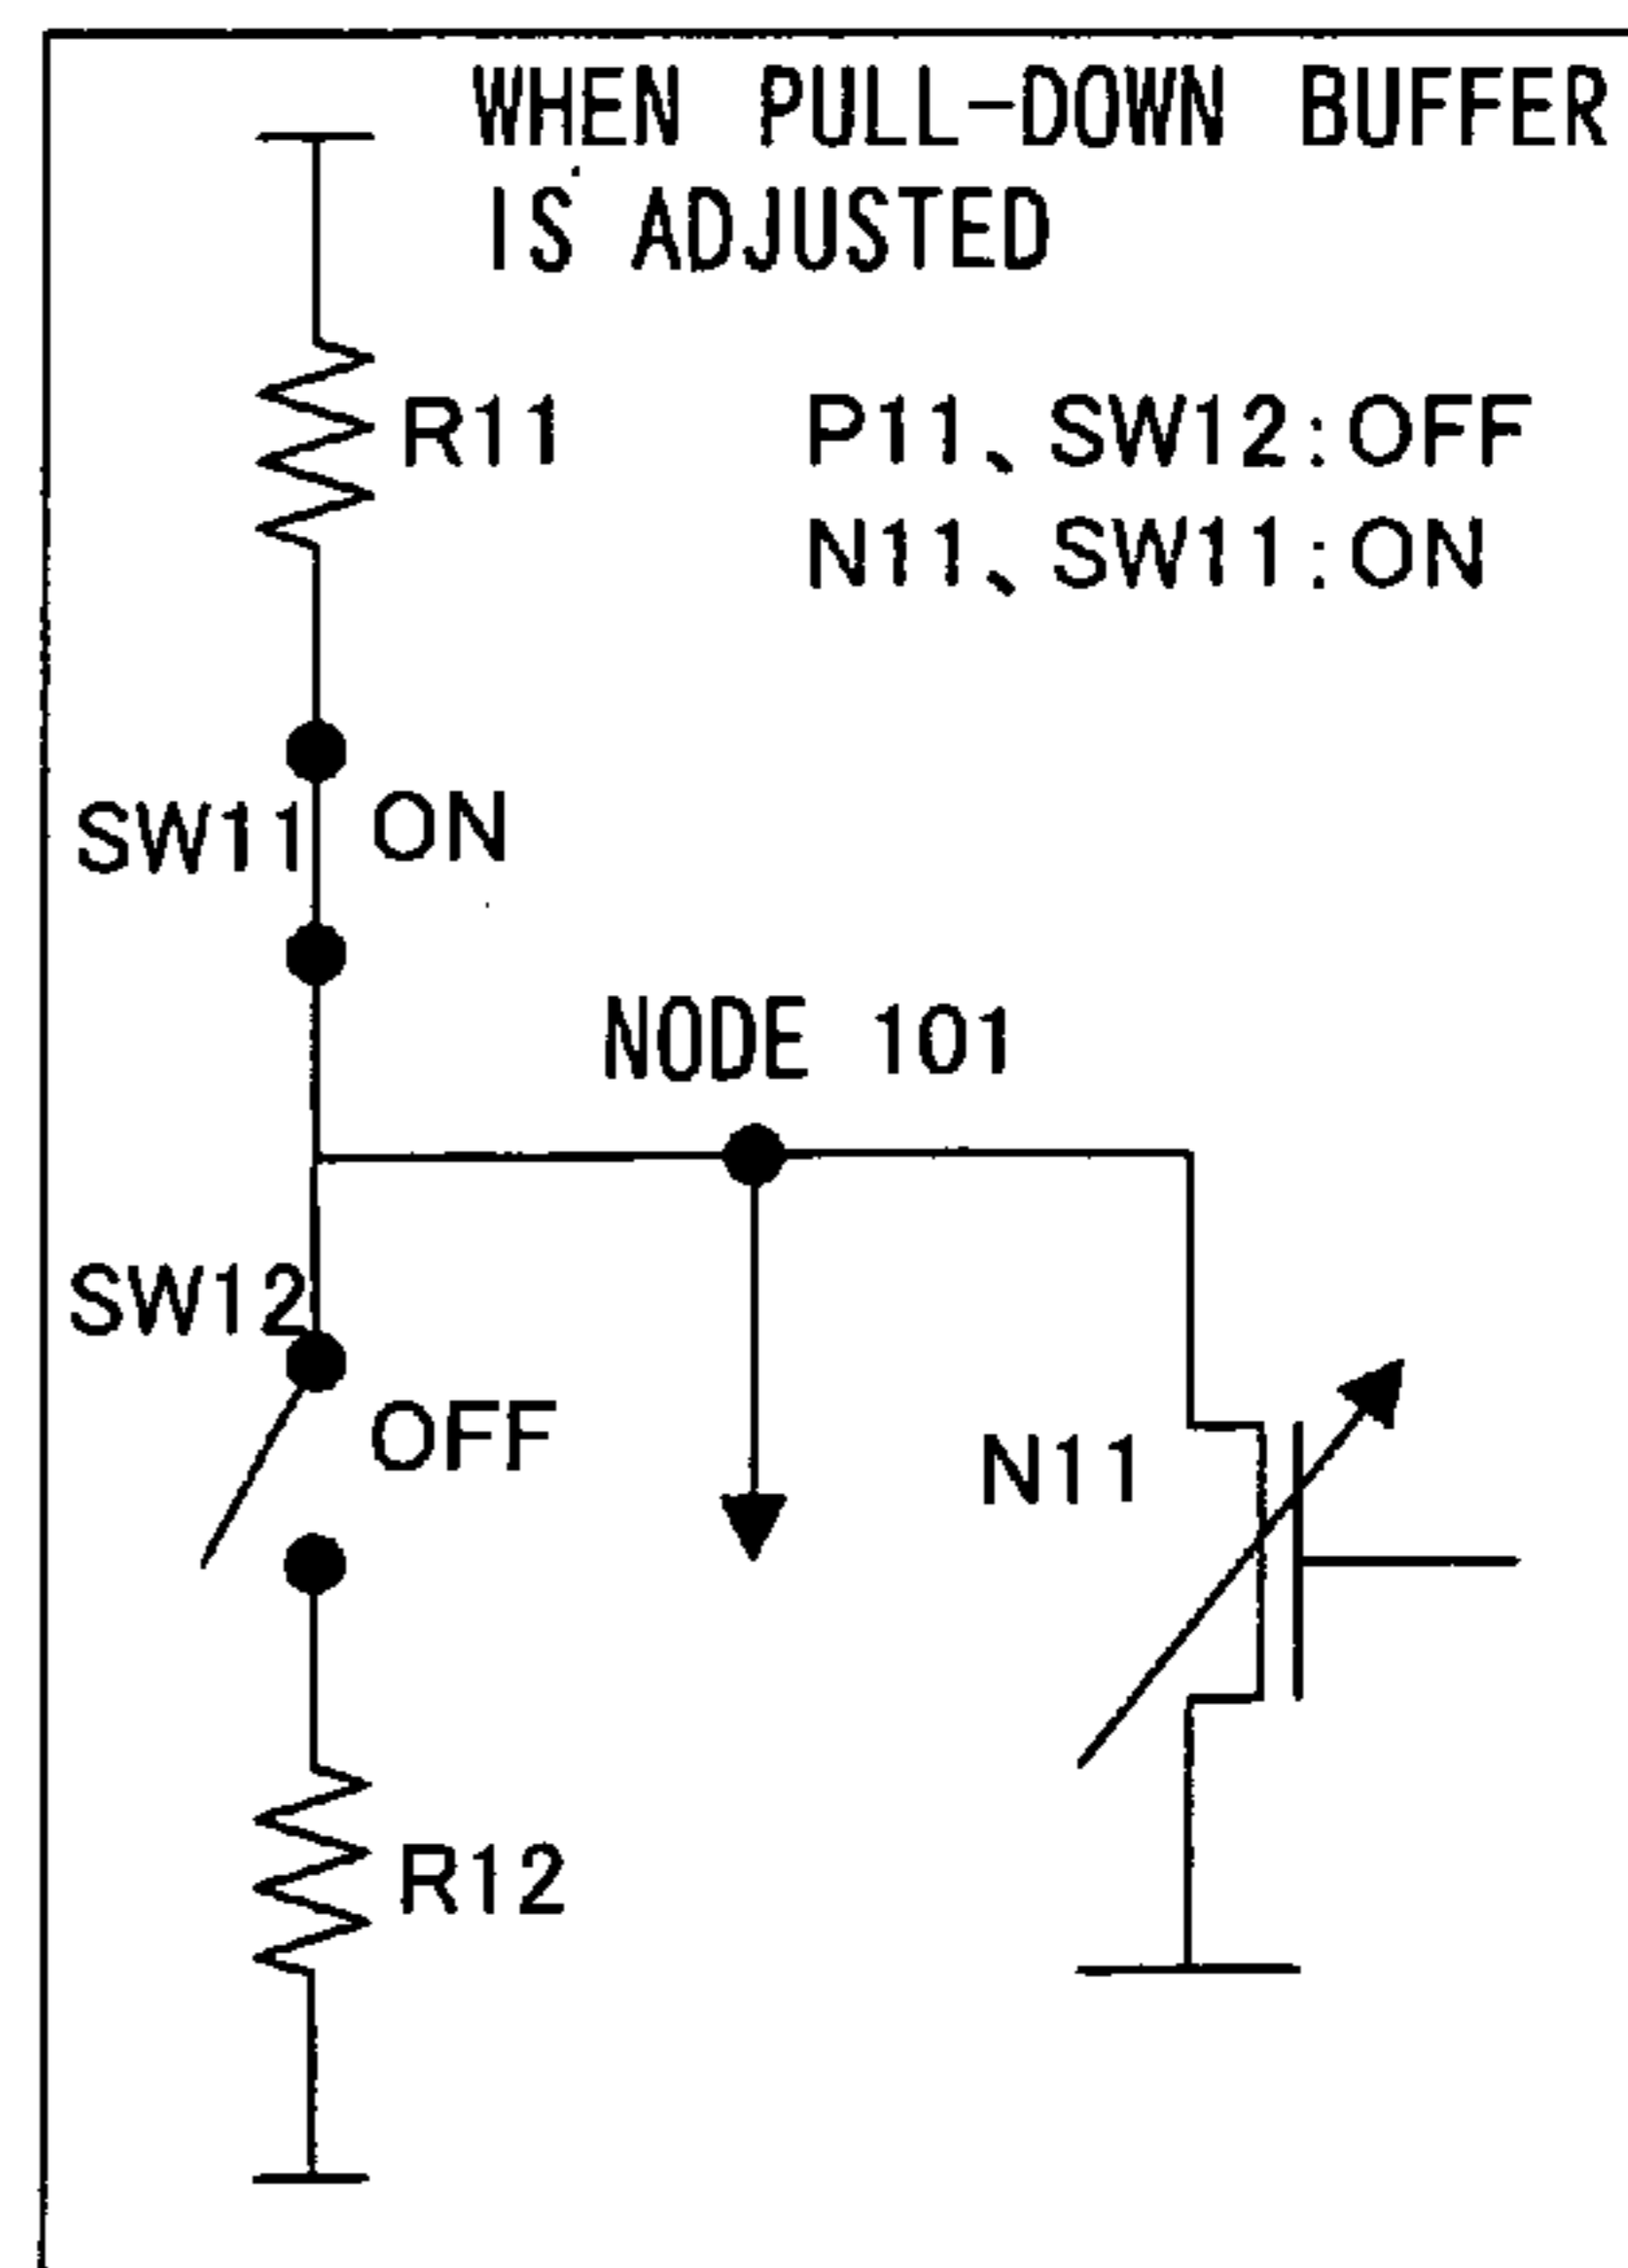 WHEN PULL-DOWN BUFFER
IS ADJUSTED
R11
P11、SW12:OFF
N11、SW11:ON
SW11 ON
NODE 101
SW12
OFF
N11
R12